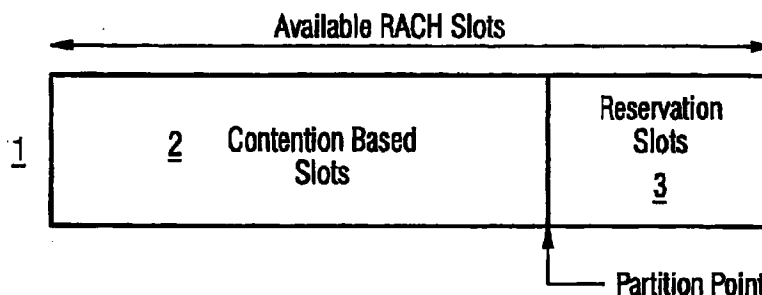 Available RACH Slots
1
2 Contention Based
Slots
Reservation
Slots
3
Partition Point